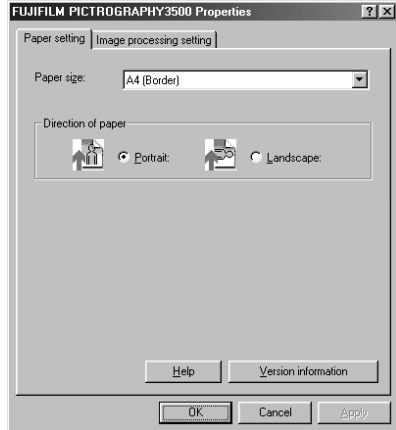 FUJIFILM PICTROGRAPHY3500 Properties
Paper setting Image processing setting
Paper size: A4 (Border)
Direction of paper
Portrait: Landscape:
Help Version information
OK Cancel Apply